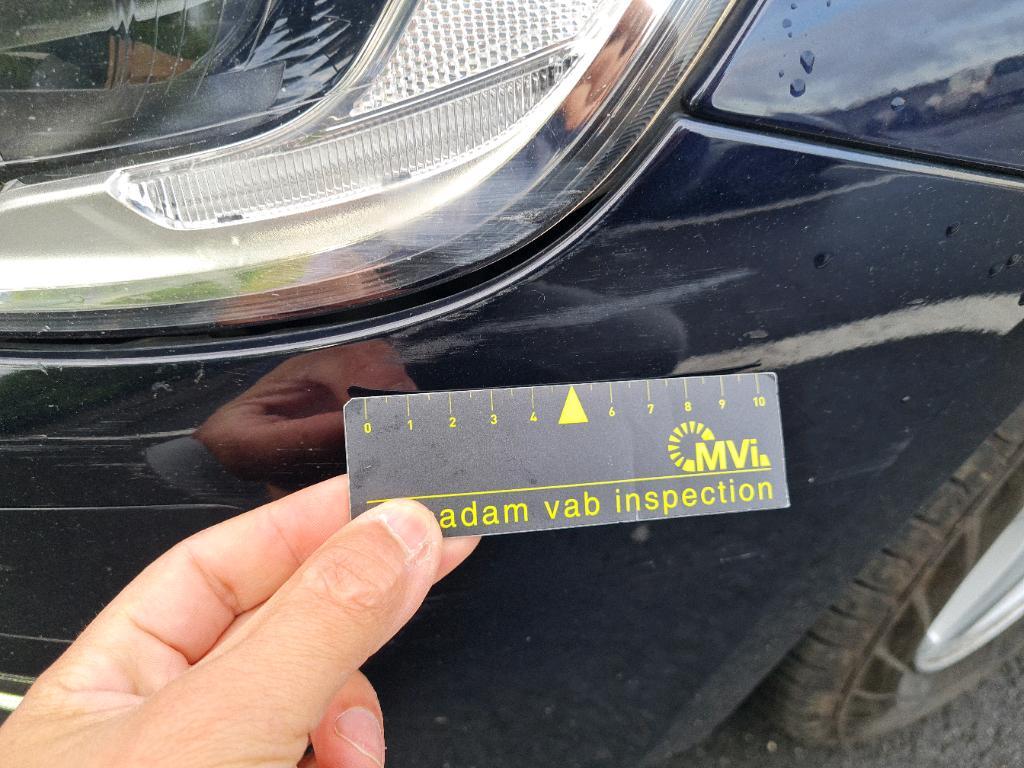 0 1 2 3 4 6 7 8 9 10
MVi
adam vab inspection